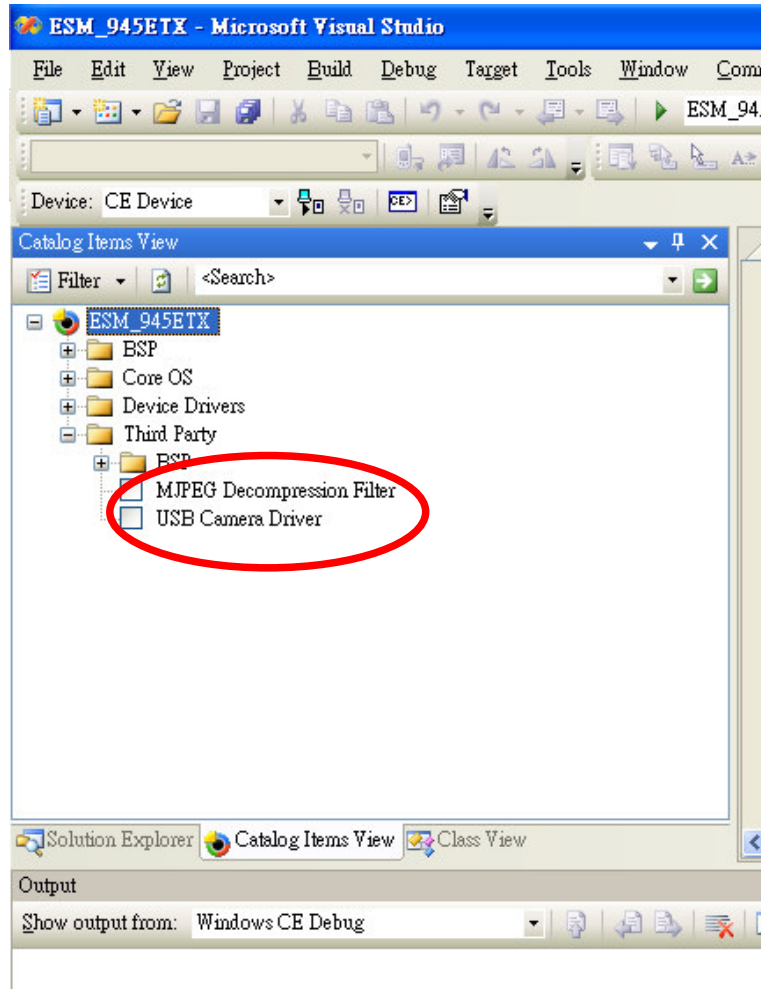 ESM_945ETX - Microsoft Visual Studio
File Edit View Project Build Debug Target Tools Window
ESM_94
Device: CE Device CE>
Catalog Items View
Filter <Search>
ESM_945ETX
BSP
Core OS
Device Drivers
Third Party
BSP
MJPEG Decompression Filter
USB Camera Driver
Solution Explorer Catalog Items View Class View
Output
Show output from: Windows CE Debug